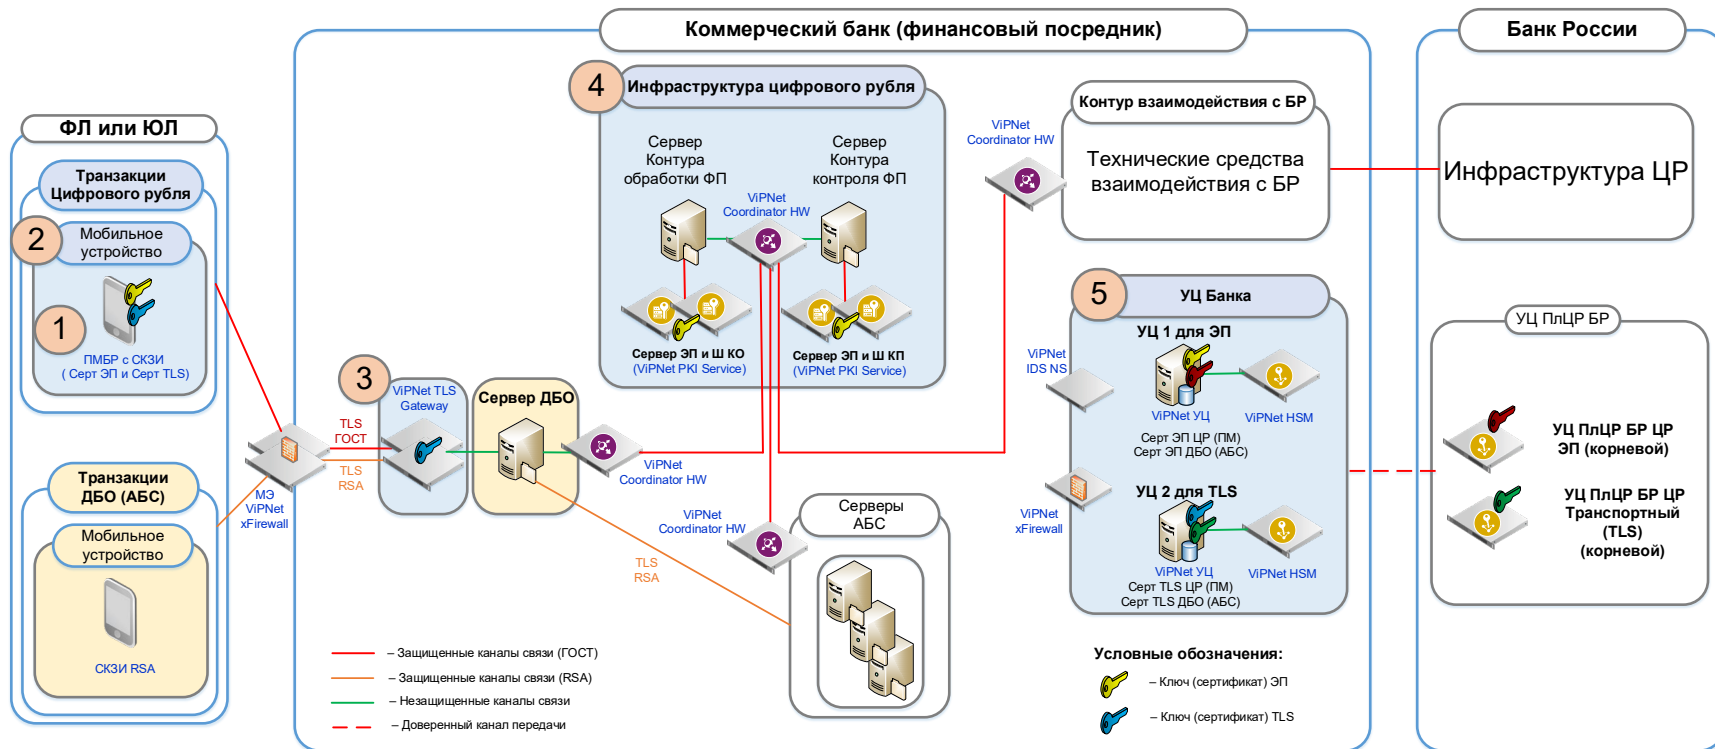 Коммерческий банк (финансовый посредник)
Банк России
ФЛ или ЮЛ
Транзакции
Цифрового рубля
2
Мобильное
устройство
1
ПМБР с СКЗИ
( Серт ЭП и Серт TLS)
Транзакции
ДБО (АБС)
Мобильное
устройство
СКЗИ RSA
МЭ
ViPNet
xFirewall
TLS
ГОСТ
TLS
RSA
3
ViPNet TLS
Gateway
Сервер ДБО
ViPNet
Coordinator HW
4
Инфраструктура цифрового рубля
Сервер
Контура
обработки ФП
Сервер
Контура
контроля ФП
ViPNet
Coordinator HW
Сервер ЭП и Ш КО
(ViPNet PKI Service)
Сервер ЭП и Ш КП
(ViPNet PKI Service)
ViPNet
Coordinator HW
TLS
RSA
Серверы
АБС
ViPNet
Coordinator HW
Контур взаимодействия с БР
Технические средства
взаимодействия с БР
Инфраструктура ЦР
5
УЦ Банка
УЦ 1 для ЭП
ViPNet
IDS NS
ViPNet УЦ
ViPNet HSM
Серт ЭП ЦР (ПМ)
Серт ЭП ДБО (АБС)
УЦ 2 для TLS
ViPNet
xFirewall
ViPNet УЦ
ViPNet HSM
Серт TLS ЦР (ПМ)
Серт TLS ДБО (АБС)
УЦ ПлЦР БР
УЦ ПлЦР БР ЦР
ЭП (корневой)
УЦ ПлЦР БР ЦР
Транспортный
(TLS)
(корневой)
– Защищенные каналы связи (ГОСТ)
– Защищенные каналы связи (RSA)
– Незащищенные каналы связи
– Доверенный канал передачи
Условные обозначения:
– Ключ (сертификат) ЭП
– Ключ (сертификат) TLS